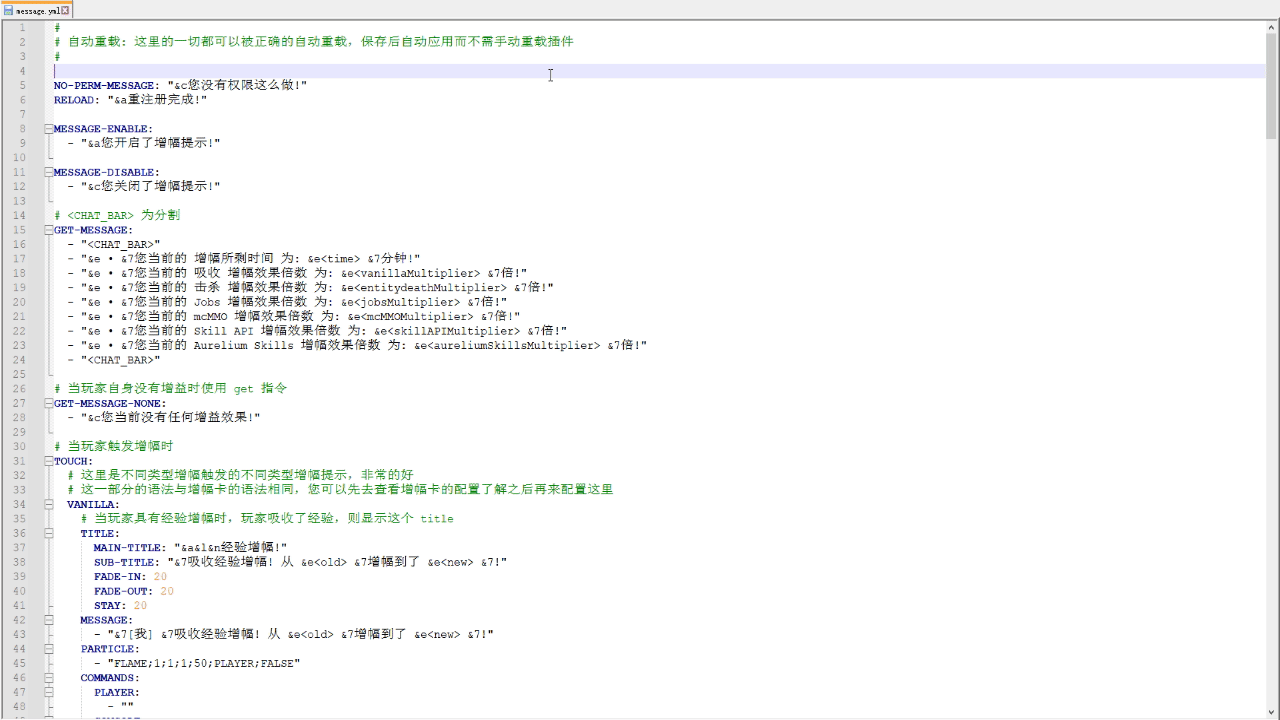 message.yml
1 #
2 # 自动重载: 这里的一切都可以被正确的自动重载, 保存后自动应用而不需手动重载插件
3 #
4
5 NO-PERM-MESSAGE: "&c您没有权限这么做!"
6 RELOAD: "&a重注册完成!"
7
8 MESSAGE-ENABLE:
9   - "&a您开启了增幅提示!"
10
11 MESSAGE-DISABLE:
12   - "&c您关闭了增幅提示!"
13
14 # <CHAT_BAR> 为分割
15 GET-MESSAGE:
16   - "<CHAT_BAR>"
17   - "&e • &7您当前的 增幅所剩时间 为: &e<time> &7分钟!"
18   - "&e • &7您当前的 吸收 增幅效果倍数 为: &e<vanillaMultiplier> &7倍!"
19   - "&e • &7您当前的 击杀 增幅效果倍数 为: &e<entitydeathMultiplier> &7倍!"
20   - "&e • &7您当前的 Jobs 增幅效果倍数 为: &e<jobsMultiplier> &7倍!"
21   - "&e • &7您当前的 mcMMO 增幅效果倍数 为: &e<mcMMOMultiplier> &7倍!"
22   - "&e • &7您当前的 Skill API 增幅效果倍数 为: &e<skillAPIMultiplier> &7倍!"
23   - "&e • &7您当前的 Aurelium Skills 增幅效果倍数 为: &e<aureliumSkillsMultiplier> &7倍!"
24   - "<CHAT_BAR>"
25
26 # 当玩家自身没有增益时使用 get 指令
27 GET-MESSAGE-NONE:
28   - "&c您当前没有任何增益效果!"
29
30 # 当玩家触发增幅时
31 TOUCH:
32   # 这里是不同类型增幅触发的不同类型增幅提示, 非常的好
33   # 这一部分的语法与增幅卡的语法相同, 您可以先去查看增幅卡的配置了解之后再来配置这里
34   VANILLA:
35     # 当玩家具有经验增幅时, 玩家吸收了经验, 则显示这个 title
36     TITLE:
37       MAIN-TITLE: "&a&l&n经验增幅!"
38       SUB-TITLE: "&7吸收经验增幅! 从 &e<old> &7增幅到了 &e<new> &7!"
39       FADE-IN: 20
40       FADE-OUT: 20
41       STAY: 20
42     MESSAGE:
43       - "&7[我] &7吸收经验增幅! 从 &e<old> &7增幅到了 &e<new> &7!"
44     PARTICLE:
45       - "FLAME;1;1;1;50;PLAYER;FALSE"
46     COMMANDS:
47       PLAYER:
48         - ""